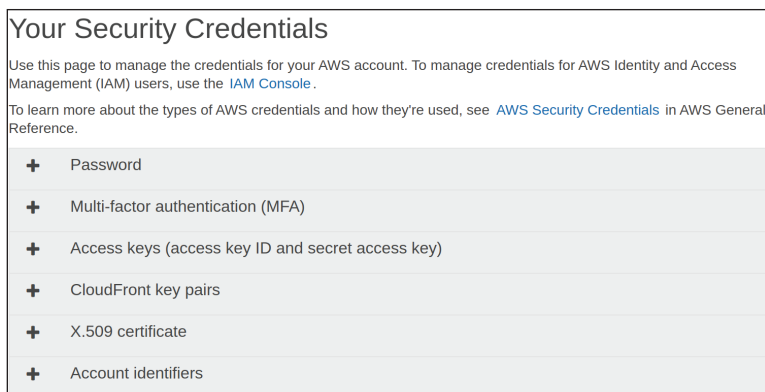 Your Security Credentials
Use this page to manage the credentials for your AWS account. To manage credentials for AWS Identity and Access
Management (IAM) users, use the IAM Console.
To learn more about the types of AWS credentials and how they're used, see AWS Security Credentials in AWS General
Reference.
Password
Multi-factor authentication (MFA)
Access keys (access key ID and secret access key)
CloudFront key pairs
X.509 certificate
Account identifiers